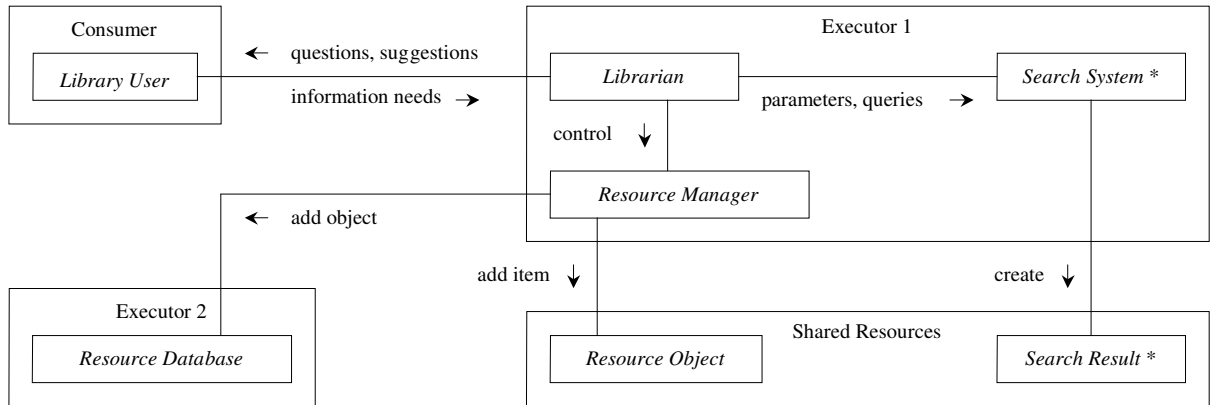 Consumer
Executor 1
questions, suggestions
Library User
Librarian
Search System *
information needs
parameters, queries
control
Resource Manager
add object
add item
create
Executor 2
Shared Resources
Resource Database
Resource Object
Search Result *